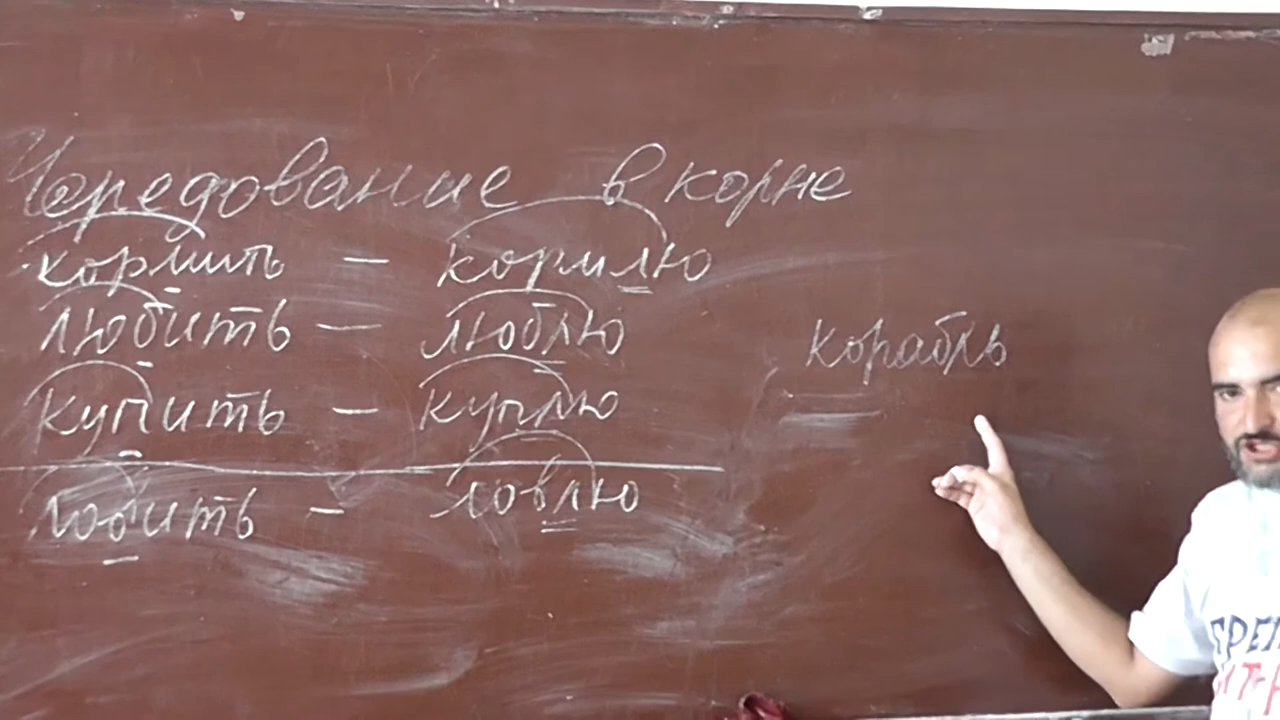 Чередование в корне
кормить – кормлю
любить – люблю
купить – куплю
ловить – ловлю
корабль